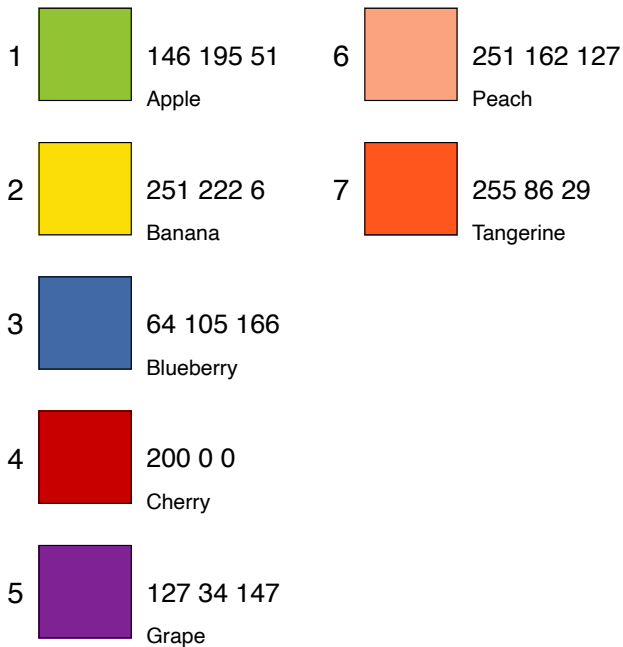 1
146 195 51
Apple
2
251 222 6
Banana
3
64 105 166
Blueberry
4
200 0 0
Cherry
5
127 34 147
Grape
6
251 162 127
Peach
7
255 86 29
Tangerine